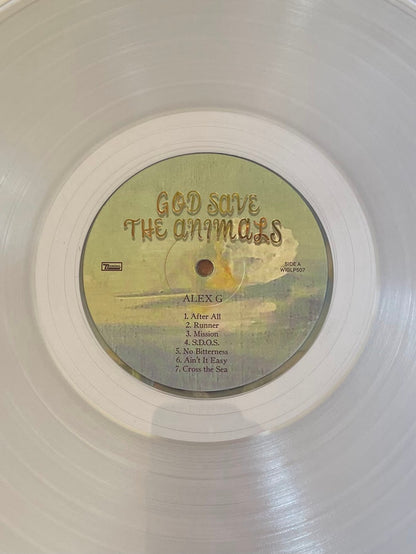 GOD SAVE
THE ANIMALS
Domino
SIDE A
WIGLP507
ALEX G
1. After All
2. Runner
3. Mission
4. S.D.O.S.
5. No Bitterness
6. Ain't It Easy
7. Cross the Sea